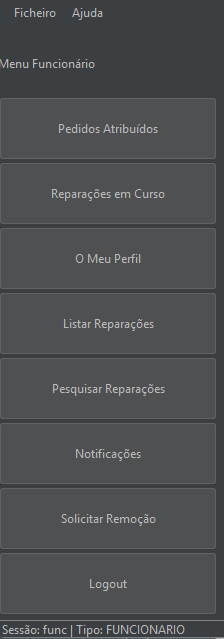 Ficheiro Ajuda
Menu Funcionário
Pedidos Atribuídos
Reparações em Curso
O Meu Perfil
Listar Reparações
Pesquisar Reparações
Notificações
Solicitar Remoção
Logout
Sessão: func | Tipo: FUNCIONARIO